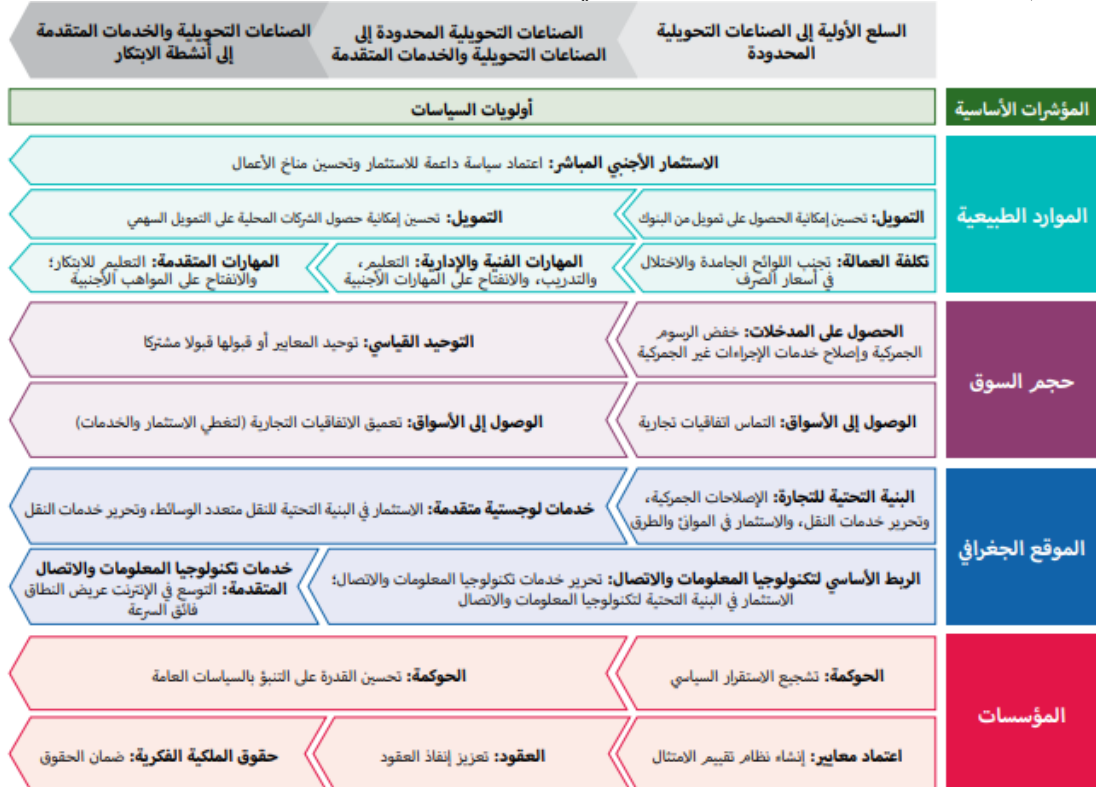 السلع الأولية إلى الصناعات التحويلية
المحدودة
الصناعات التحويلية المحدودة إلى
الصناعات التحويلية والخدمات المتقدمة
الصناعات التحويلية والخدمات المتقدمة
إلى أنشطة الابتكار
المؤشرات الأساسية
أولويات السياسات
الموارد الطبيعية
الاستثمار الأجنبي المباشر: اعتماد سياسة داعمة للاستثمار وتحسين مناخ الأعمال
التمويل: تحسين إمكانية الحصول على تمويل من البنوك
التمويل: تحسين إمكانية حصول الشركات المحلية على التمويل السهمي
تكلفة العمالة: تجنب اللوائح الجامدة والاختلال
في أسعار الصرف
المهارات الفنية والإدارية: التعليم،
والتدريب، والانفتاح على المهارات الأجنبية
المهارات المتقدمة: التعليم للابتكار؛
والانفتاح على المواهب الأجنبية
حجم السوق
الحصول على المدخلات: خفض الرسوم
الجمركية وإصلاح خدمات الإجراءات غير الجمركية
التوحيد القياسي: توحيد المعايير أو قبولها قبولا مشتركا
الوصول إلى الأسواق: التماس اتفاقيات تجارية
الوصول إلى الأسواق: تعميق الاتفاقيات التجارية (لتغطي الاستثمار والخدمات)
الموقع الجغرافي
البنية التحتية للتجارة: الإصلاحات الجمركية،
وتحرير خدمات النقل، والاستثمار في الموانئ والطرق
خدمات لوجستية متقدمة: الاستثمار في البنية التحتية للنقل متعدد الوسائط، وتحرير خدمات النقل
الربط الأساسي لتكنولوجيا المعلومات والاتصال: تحرير خدمات تكنولوجيا المعلومات والاتصال؛
الاستثمار في البنية التحتية لتكنولوجيا المعلومات والاتصال
خدمات تكنولوجيا المعلومات والاتصال
المتقدمة: التوسع في الإنترنت عريض النطاق
فائق السرعة
المؤسسات
الحوكمة: تشجيع الاستقرار السياسي
الحوكمة: تحسين القدرة على التنبؤ بالسياسات العامة
اعتماد معايير: إنشاء نظام تقييم الامتثال
العقود: تعزيز إنفاذ العقود
حقوق الملكية الفكرية: ضمان الحقوق